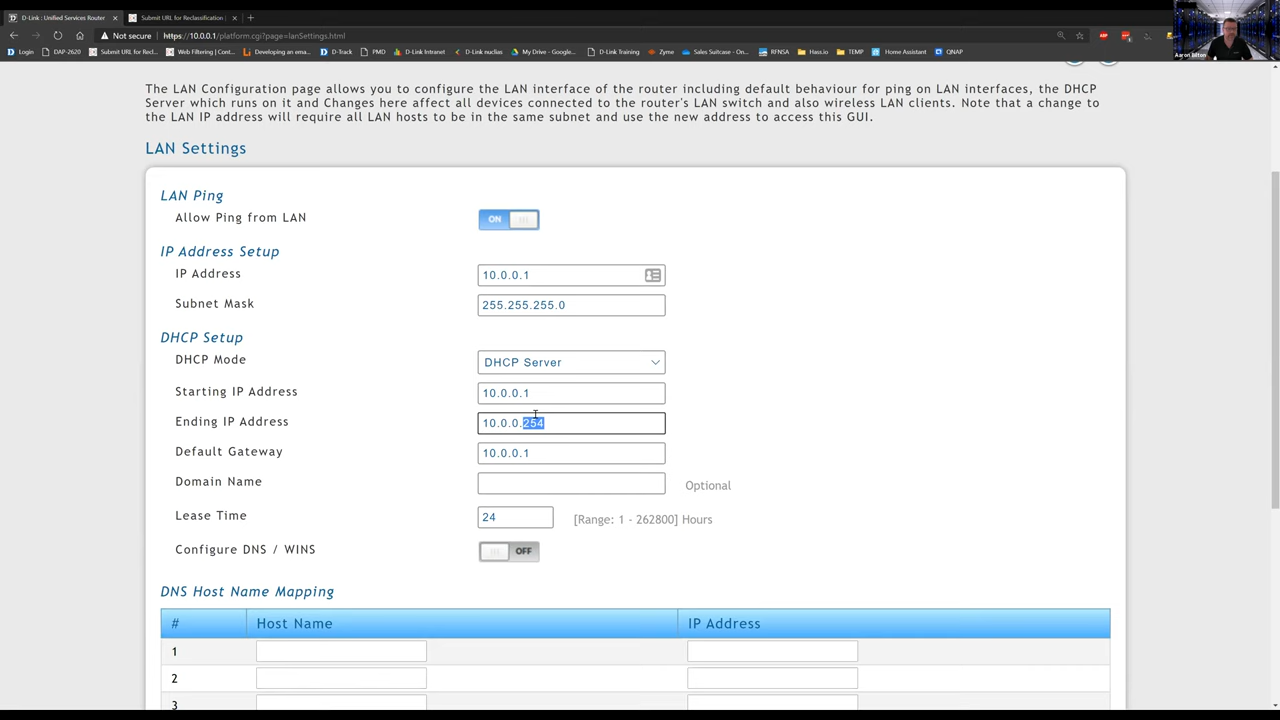 D-Link : Unified Services Router
Submit URL for Reclassification
Not secure
https://10.0.0.1/platform.cgi?page=lanSettings.html
ABP
Login
DAP-2620
Submit URL for Recl...
Web Filtering | Cont...
Developing an ema...
D-Track
PMD
D-Link Intranet
D-Link nuclias
My Drive - Google...
D-Link Training
Zyme
Sales Suitcase - On...
RFNSA
Hass.io
TEMP
Home Assistant
QNAP
Aaron Bilton
The LAN Configuration page allows you to configure the LAN interface of the router including default behaviour for ping on LAN interfaces, the DHCP
Server which runs on it and Changes here affect all devices connected to the router's LAN switch and also wireless LAN clients. Note that a change to
the LAN IP address will require all LAN hosts to be in the same subnet and use the new address to access this GUI.
LAN Settings
LAN Ping
Allow Ping from LAN
ON
IP Address Setup
IP Address
10.0.0.1
Subnet Mask
255.255.255.0
DHCP Setup
DHCP Mode
DHCP Server
Starting IP Address
10.0.0.1
Ending IP Address
10.0.0.254
Default Gateway
10.0.0.1
Domain Name
Optional
Lease Time
24
[Range: 1 - 262800] Hours
Configure DNS / WINS
OFF
DNS Host Name Mapping
# Host Name IP Address
1
2
3